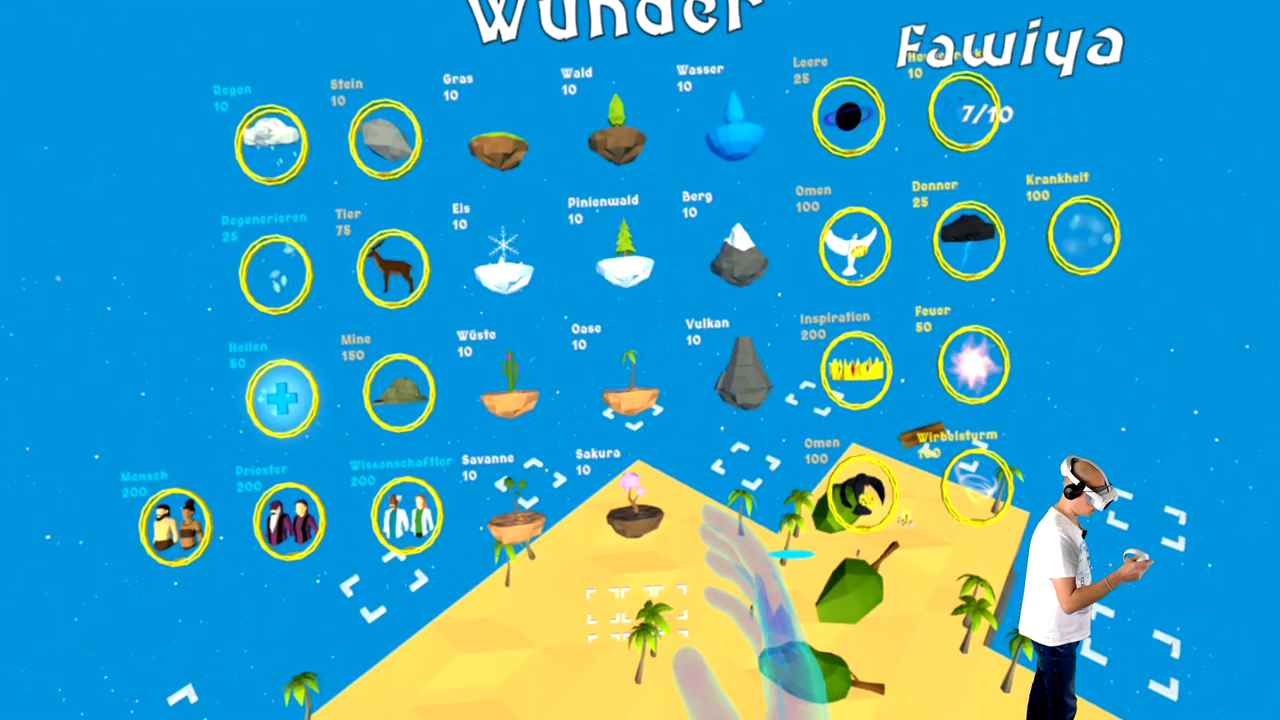 Wunder
Fawiya
Regen
10
Stein
10
Gras
10
Wald
10
Wasser
10
Leere
25
10
7/10
Regenerieren
25
Tier
75
Eis
10
Pinienwald
10
Berg
10
Omen
100
Donner
25
Krankheit
100
Heilen
50
Mine
150
Wüste
10
Oase
10
Vulkan
10
Inspiration
200
Feuer
50
Mensch
200
Priester
200
Wissenschaftler
200
Savanne
10
Sakura
10
Omen
100
Wirbelsturm